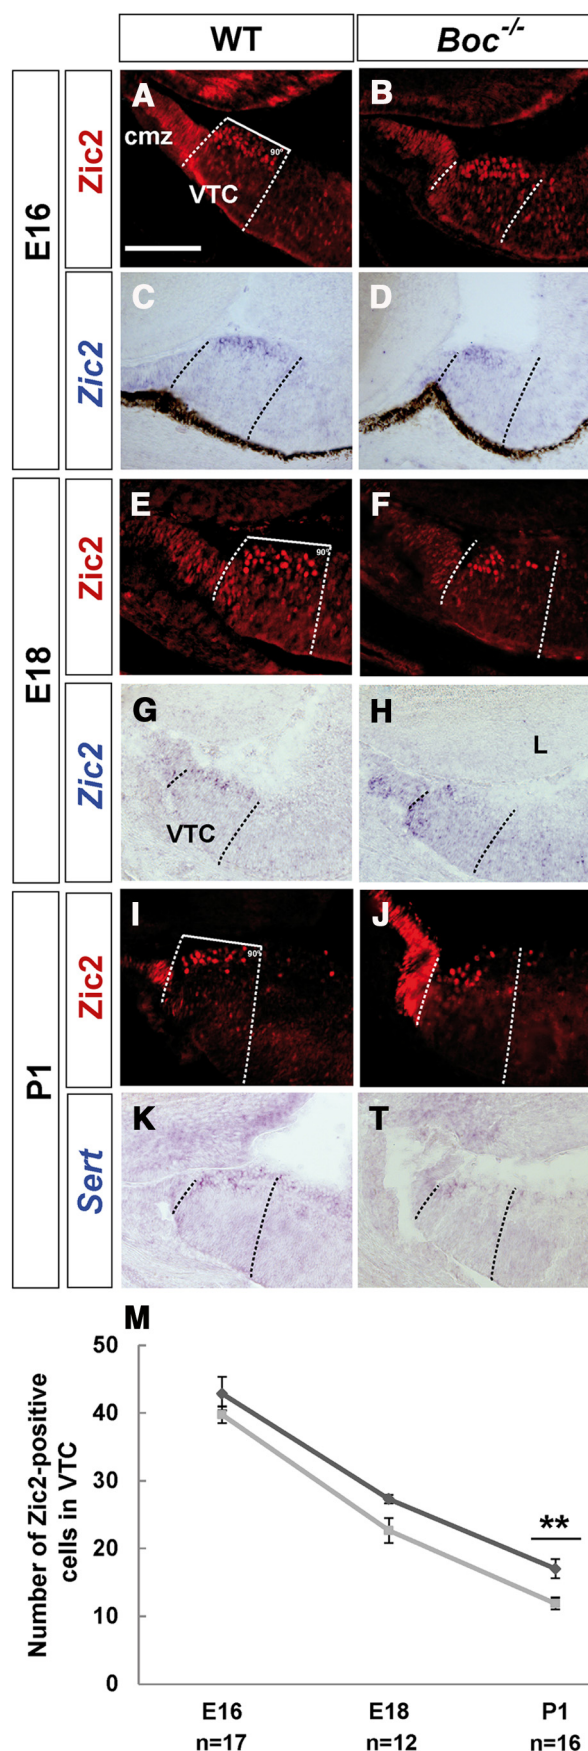 WT
Boc-/-
E16
Zic2
A
cmz
90°
VTC
B
Zic2
C
D
E18
Zic2
E
90°
F
Zic2
G
VTC
H
L
P1
Zic2
I
90°
J
Sert
K
T
M
Number of Zic2-positive
cells in VTC
50
40
30
20
10
0
**
E16
E18
P1
n=17
n=12
n=16